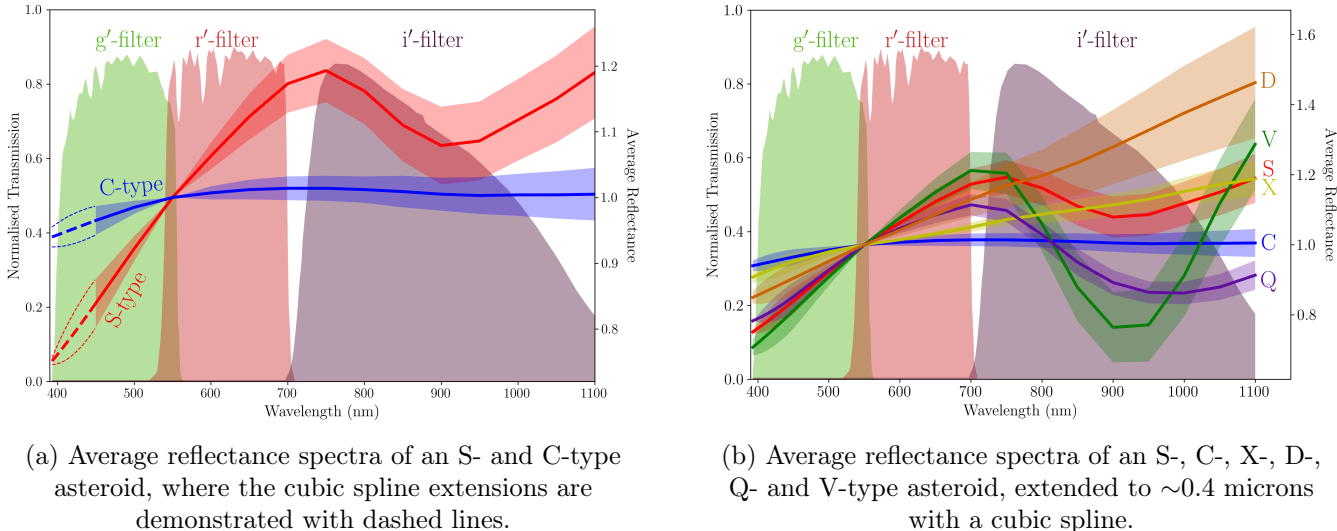 g′-filter r′-filter i′-filter
C-type
S-type
Normalised Transmission
1.0
0.8
0.6
0.4
0.2
0.0
1.2
1.1
1.0
0.9
0.8
Average Reflectance
400 500 600 700 800 900 1000 1100
Wavelength (nm)
g′-filter r′-filter i′-filter
D
V
S
X
C
Q
Normalised Transmission
1.0
0.8
0.6
0.4
0.2
0.0
1.6
1.4
1.2
1.0
0.8
Average Reflectance
400 500 600 700 800 900 1000 1100
Wavelength (nm)
(a) Average reflectance spectra of an S- and C-type
asteroid, where the cubic spline extensions are
demonstrated with dashed lines.
(b) Average reflectance spectra of an S-, C-, X-, D-,
Q- and V-type asteroid, extended to ∼0.4 microns
with a cubic spline.